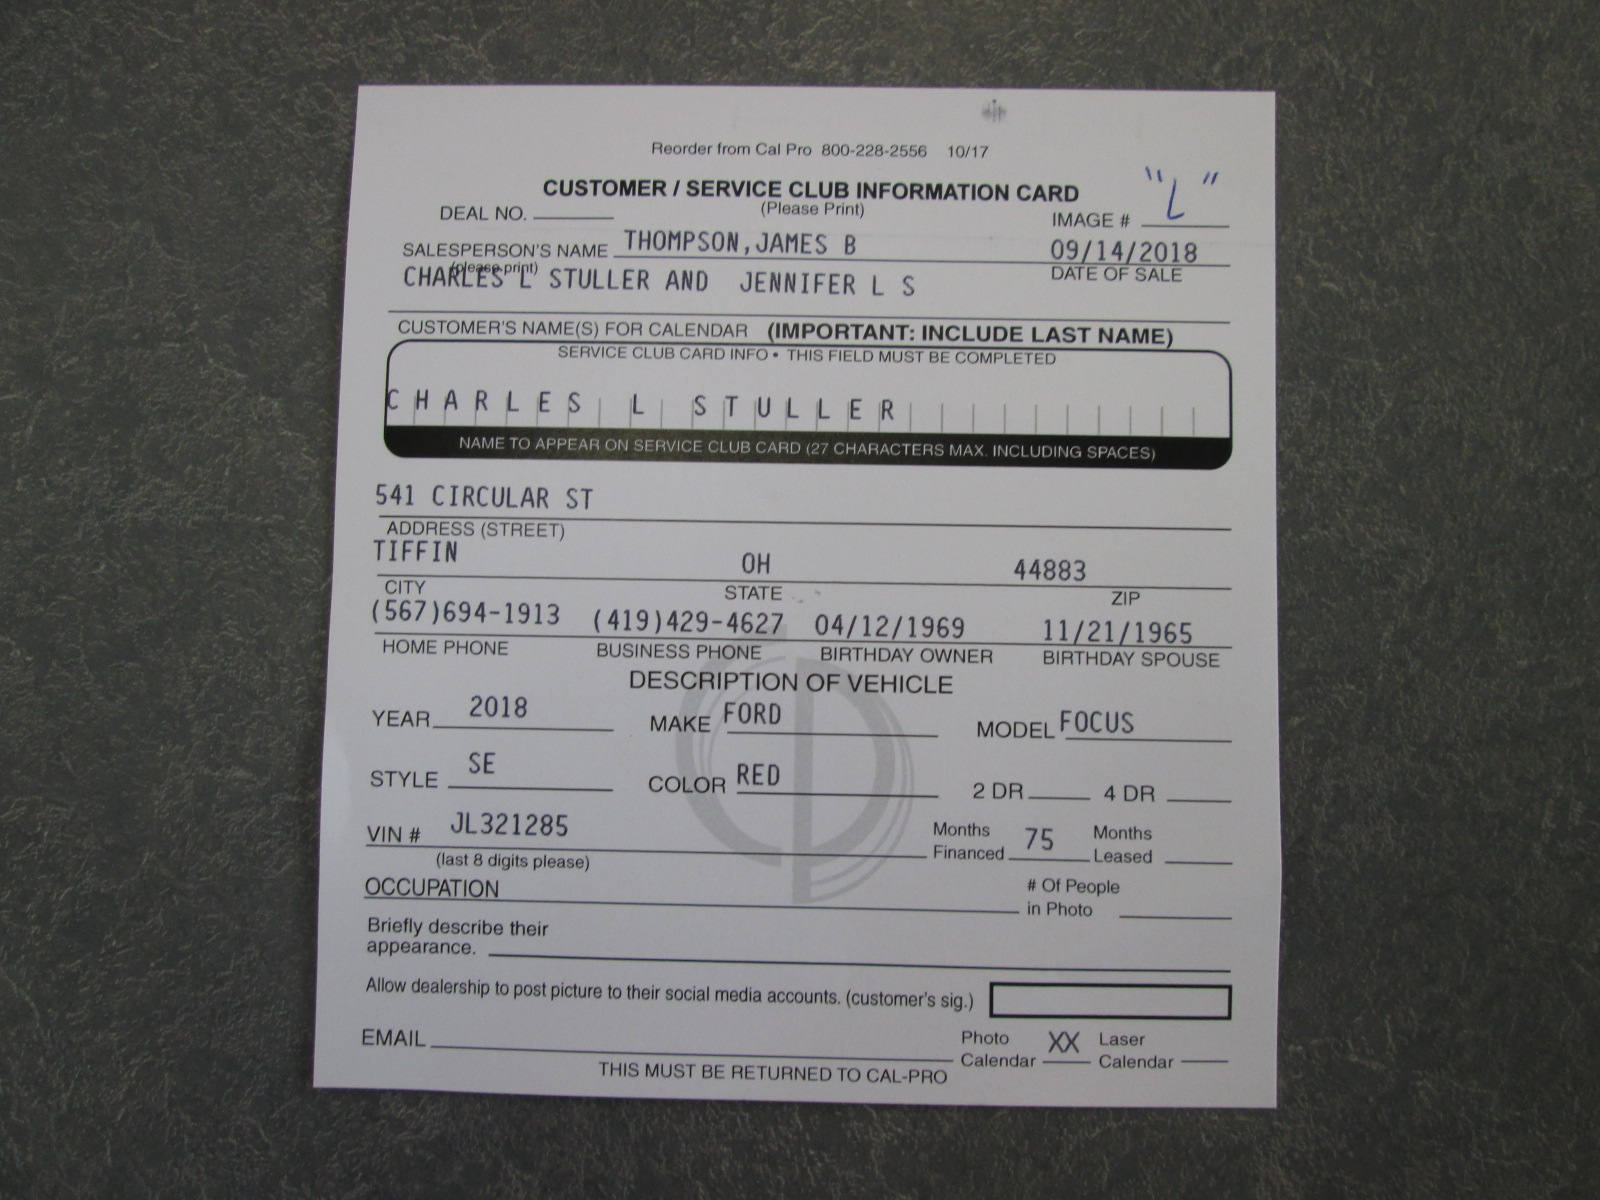 Reorder from Cal Pro 800-228-2556 10/17
CUSTOMER / SERVICE CLUB INFORMATION CARD
(Please Print)
DEAL NO. IMAGE # "L"
SALESPERSON'S NAME THOMPSON,JAMES B 09/14/2018
(please print) DATE OF SALE
CHARLES L STULLER AND JENNIFER L S
CUSTOMER'S NAME(S) FOR CALENDAR (IMPORTANT: INCLUDE LAST NAME)
SERVICE CLUB CARD INFO • THIS FIELD MUST BE COMPLETED
CHARLES L STULLER
NAME TO APPEAR ON SERVICE CLUB CARD (27 CHARACTERS MAX. INCLUDING SPACES)
541 CIRCULAR ST
ADDRESS (STREET)
TIFFIN OH 44883
CITY STATE ZIP
(567)694-1913 (419)429-4627 04/12/1969 11/21/1965
HOME PHONE BUSINESS PHONE BIRTHDAY OWNER BIRTHDAY SPOUSE
DESCRIPTION OF VEHICLE
YEAR 2018 MAKE FORD MODEL FOCUS
STYLE SE COLOR RED 2 DR 4 DR
VIN # JL321285 Months Financed 75 Months Leased
(last 8 digits please)
OCCUPATION # Of People in Photo
Briefly describe their
appearance.
Allow dealership to post picture to their social media accounts. (customer's sig.)
EMAIL Photo Calendar XX Laser Calendar
THIS MUST BE RETURNED TO CAL-PRO